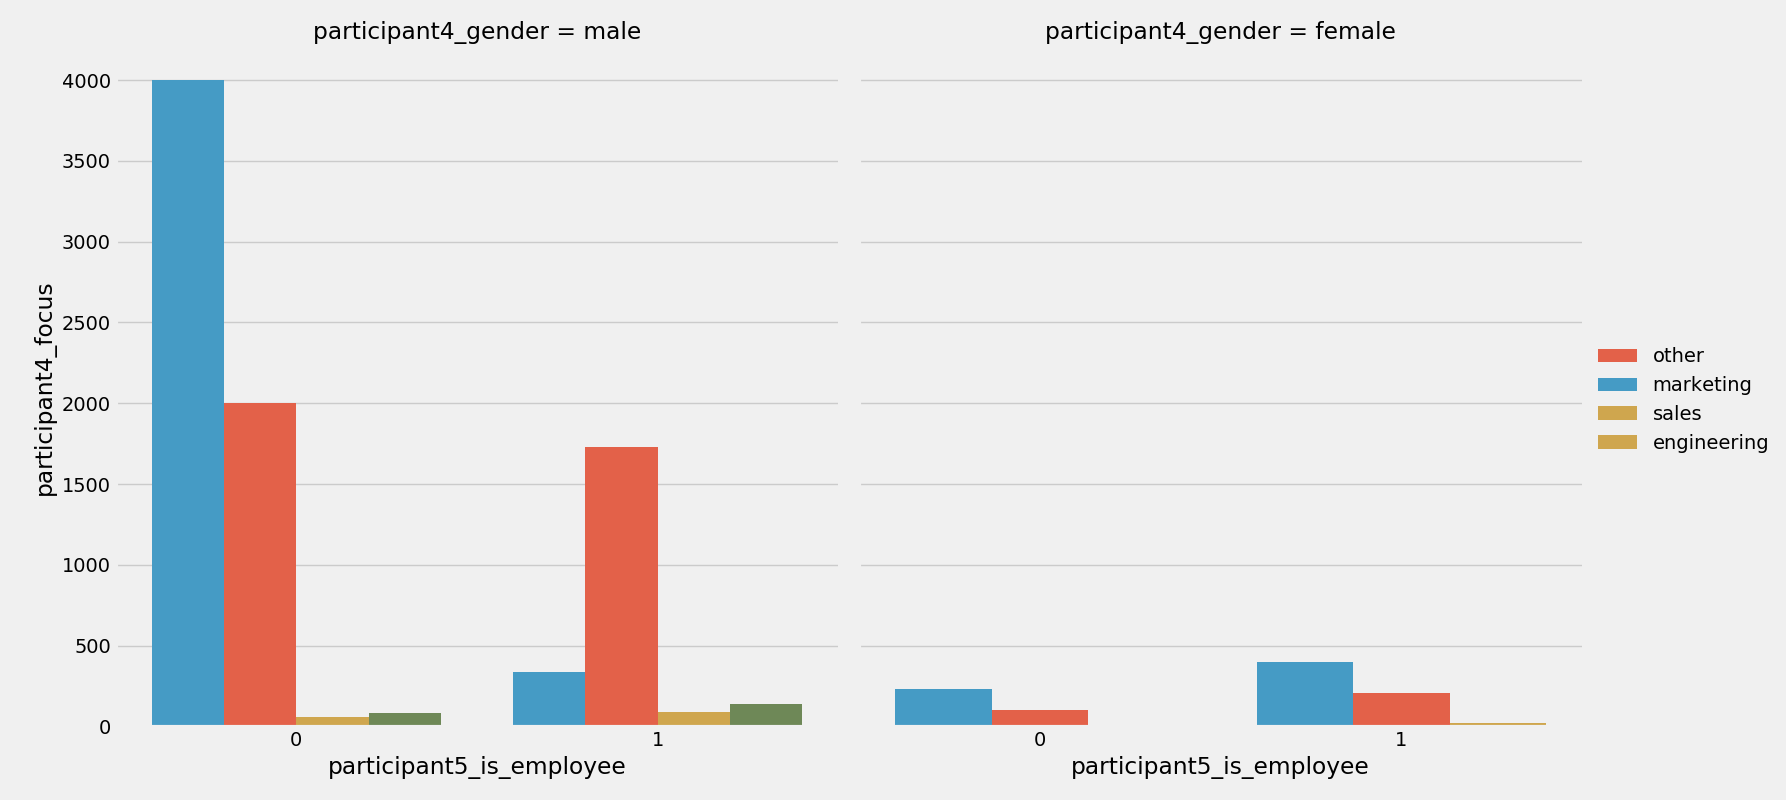 participant4_gender = male
participant4_gender = female
participant4_focus
4000
3500
3000
2500
2000
1500
1000
500
0
0 1
0 1
participant5_is_employee
participant5_is_employee
other
marketing
sales
engineering